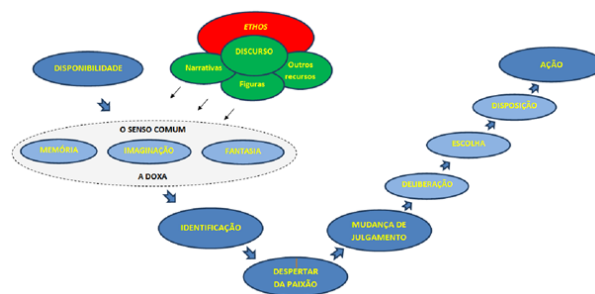 ETHOS
DISCURSO
Narrativas
Outros
recursos
Figuras
DISPONIBILIDADE
O SENSO COMUM
MEMÓRIA
IMAGINAÇÃO
FANTASIA
A DOXA
IDENTIFICAÇÃO
DESPERTAR
DA PAIXÃO
MUDANÇA DE
JULGAMENTO
DELIBERAÇÃO
ESCOLHA
DISPOSIÇÃO
AÇÃO